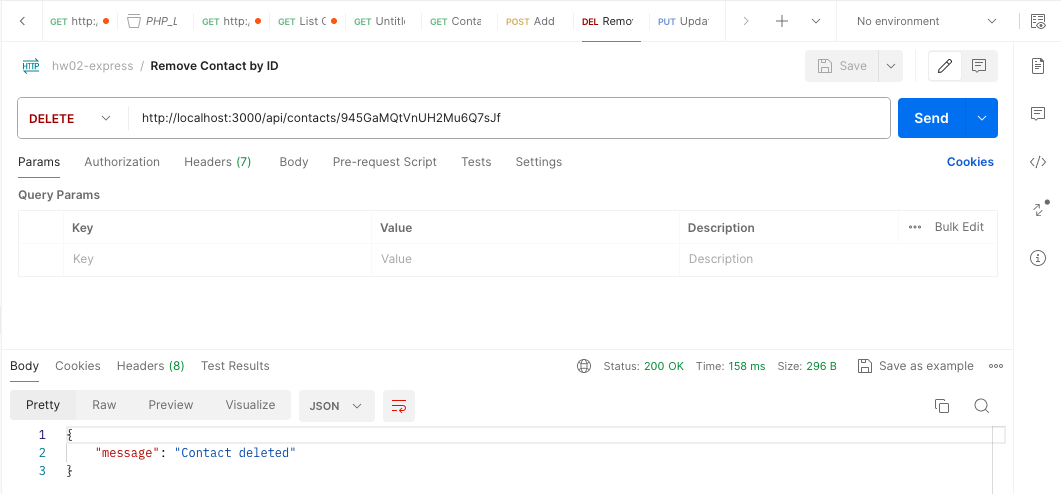 GET http: GET http: GET List GET Untitl GET Conta POST Add DEL Remo PUT Upda No environment
HTTP hw02-express / Remove Contact by ID Save
DELETE http://localhost:3000/api/contacts/945GaMQtVnUH2Mu6Q7sJf Send
Params Authorization Headers (7) Body Pre-request Script Tests Settings Cookies
Query Params
Key Value Description ••• Bulk Edit
Key Value Description
Body Cookies Headers (8) Test Results Status: 200 OK Time: 158 ms Size: 296 B Save as example •••
Pretty Raw Preview Visualize JSON
1 {
2 "message": "Contact deleted"
3 }